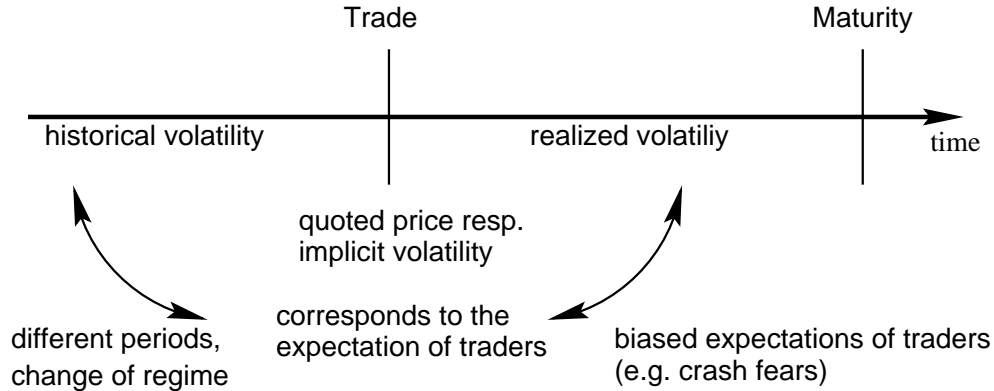 Trade
Maturity
historical volatility
realized volatiliy
time
quoted price resp.
implicit volatility
corresponds to the
expectation of traders
different periods,
change of regime
biased expectations of traders
(e.g. crash fears)